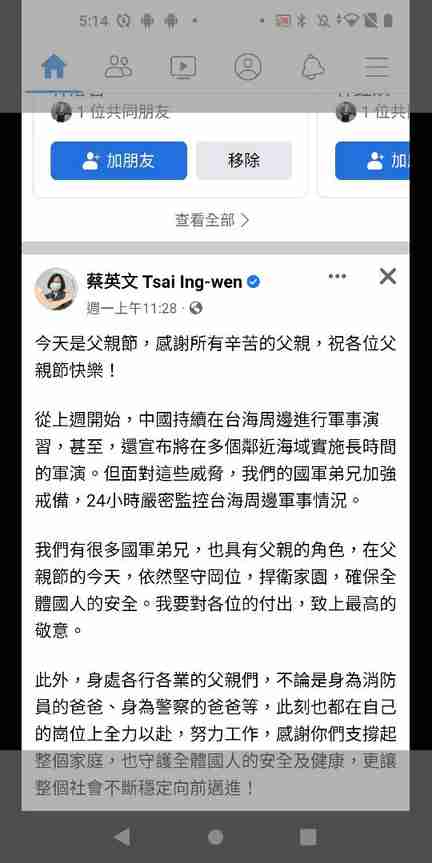 5:14
1 位共同朋友
1 位共
加朋友
移除
加
查看全部
蔡英文 Tsai Ing-wen
週一上午11:28
今天是父親節，感謝所有辛苦的父親，祝各位父
親節快樂！
從上週開始，中國持續在台海周邊進行軍事演
習，甚至，還宣布將在多個鄰近海域實施長時間
的軍演。但面對這些威脅，我們的國軍弟兄加強
戒備，24小時嚴密監控台海周邊軍事情況。
我們有很多國軍弟兄，也具有父親的角色，在父
親節的今天，依然堅守岡位，捍衛家園，確保全
體國人的安全。我要對各位的付出，致上最高的
敬意。
此外，身處各行各業的父親們，不論是身為消防
員的爸爸、身為警察的爸爸等，此刻也都在自己
的崗位上全力以赴，努力工作，感謝你們支撐起
整個家庭，也守護全體國人的安全及健康，更讓
整個社會不斷穩定向前邁進！